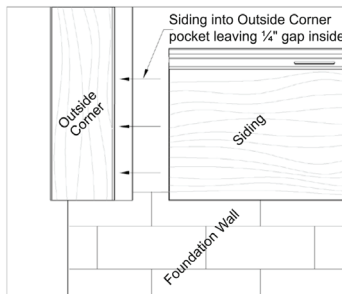 Siding into Outside Corner
pocket leaving ¼" gap inside
Outside
Corner
Siding
Foundation Wall